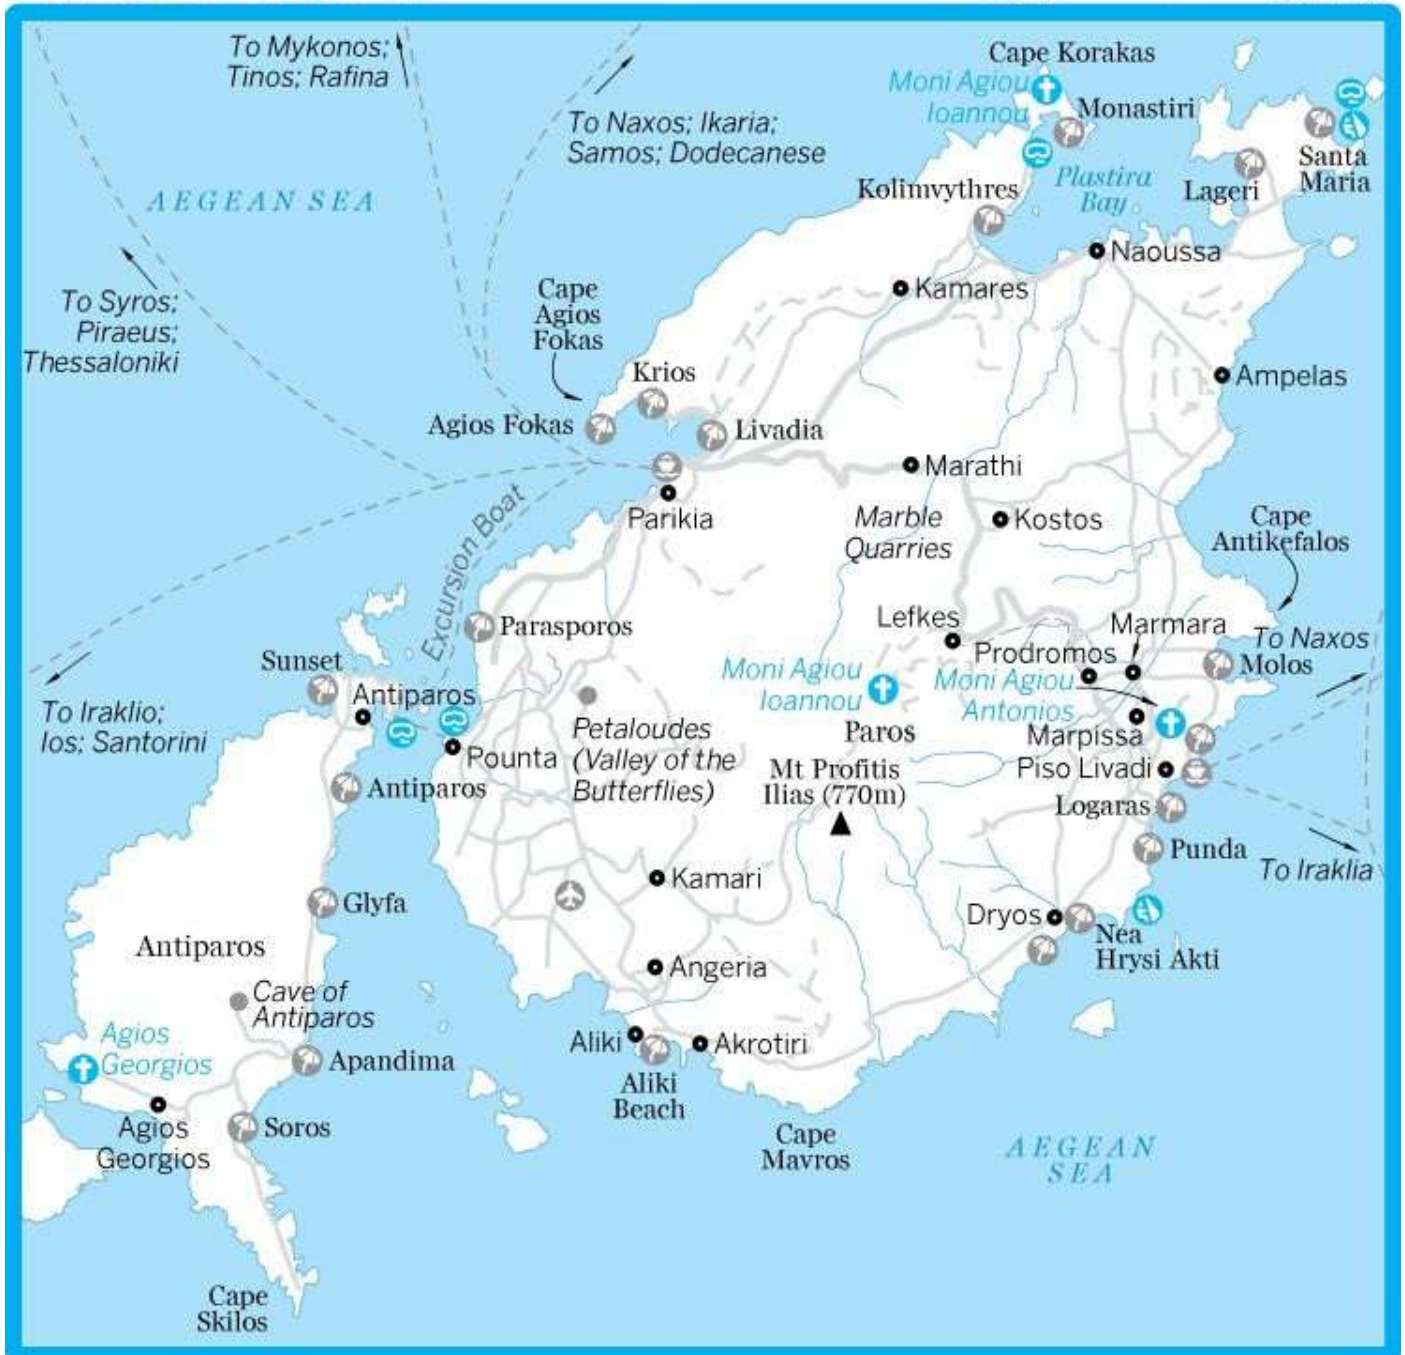 To Mykonos;
Tinos; Rafina
Cape Korakas
Moni Agiou
Ioannou
Monastiri
To Naxos; Ikaria;
Samos; Dodecanese
Santa
Maria
Plastira
Bay
Lageri
Kolimvythres
AEGEAN SEA
Naoussa
Kamares
To Syros;
Piraeus;
Thessaloniki
Cape
Agios
Fokas
Krios
Ampelas
Agios Fokas
Livadia
Marathi
Parikia
Marble
Quarries
Kostos
Cape
Antikefalos
Excursion Boat
Lefkes
Marmara
Parasporos
Prodromos
To Naxos
Molos
Sunset
Moni Agiou
Ioannou
Moni Agiou
Antonios
Antiparos
To Iraklio;
Ios; Santorini
Petaloudes
(Valley of the
Butterflies)
Paros
Marpissa
Pounta
Mt Profitis
Ilias (770m)
Piso Livadi
Antiparos
Logaras
Punda
To Iraklia
Kamari
Glyfa
Dryos
Nea
Hrysi Akti
Antiparos
Angeria
Cave of
Antiparos
Agios
Georgios
Apandima
Aliki
Akrotiri
Aliki
Beach
Agios
Georgios
Soros
Cape
Mavros
AEGEAN
SEA
Cape
Skilos